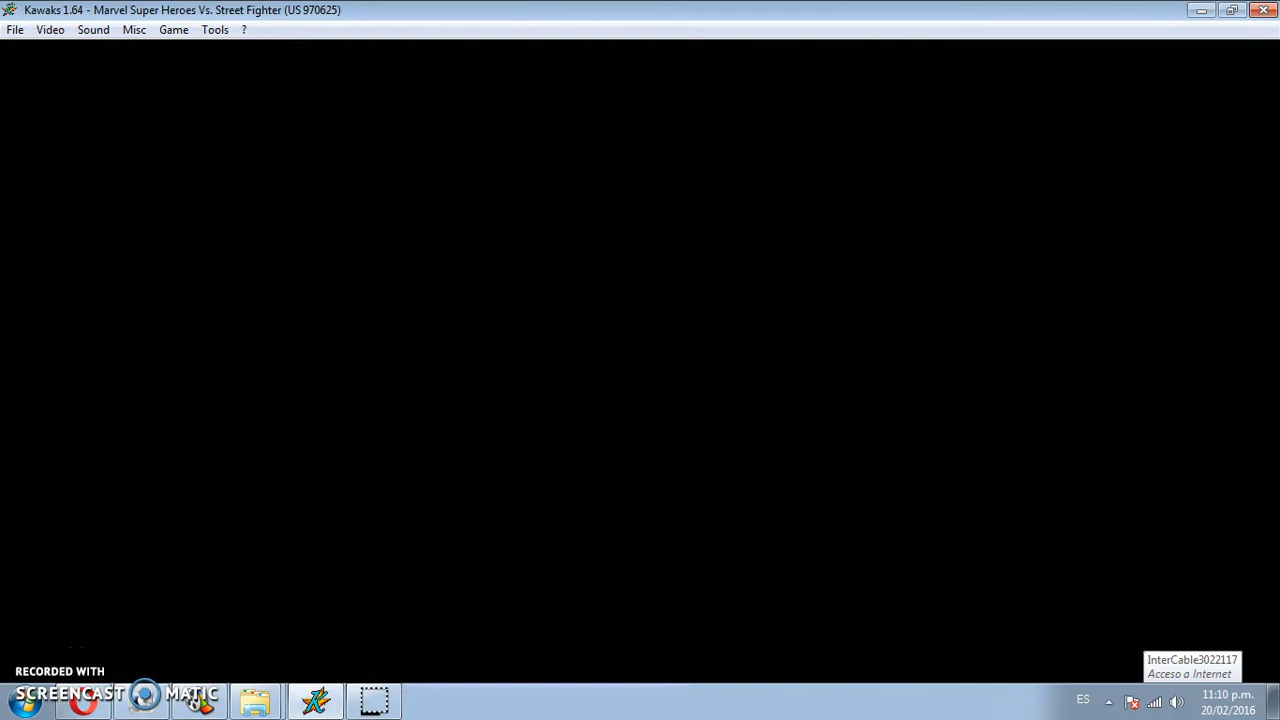 Kawaks 1.64 - Marvel Super Heroes Vs. Street Fighter (US 970625)
File Video Sound Misc Game Tools ?
InterCable3022117
Acceso a Internet
RECORDED WITH
SCREENCAST MATIC
ES
11:10 p.m.
20/02/2016